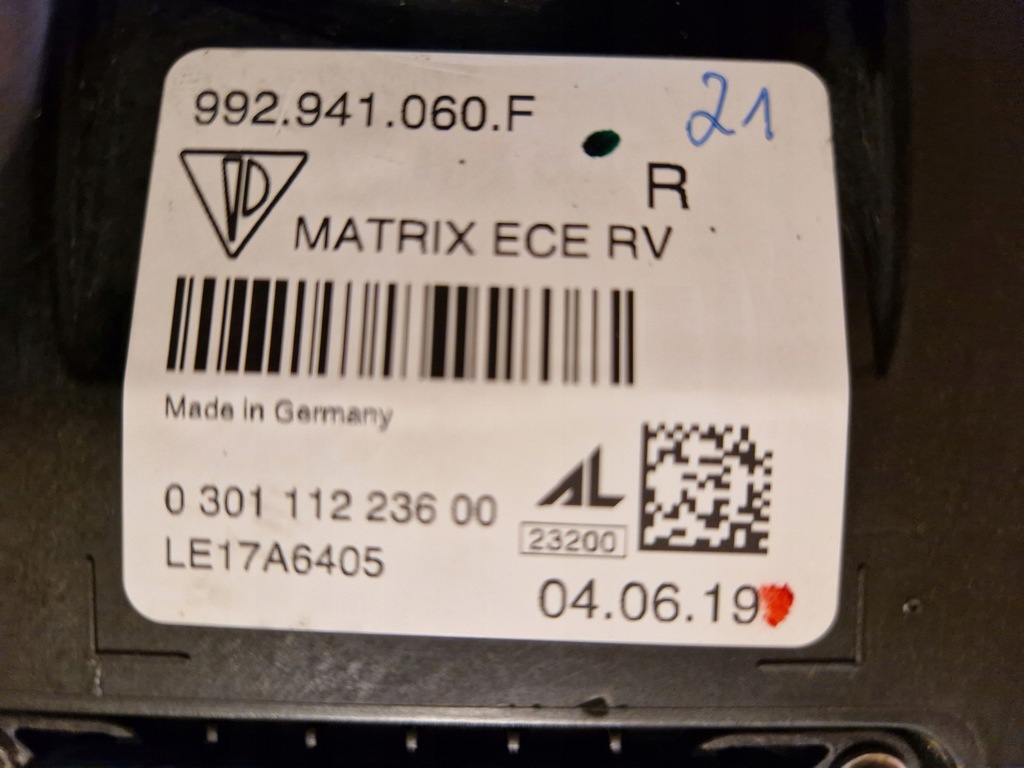 992.941.060.F
21
R
MATRIX ECE RV
Made in Germany
AL
0 301 112 236 00
23200
LE17A6405
04.06.19